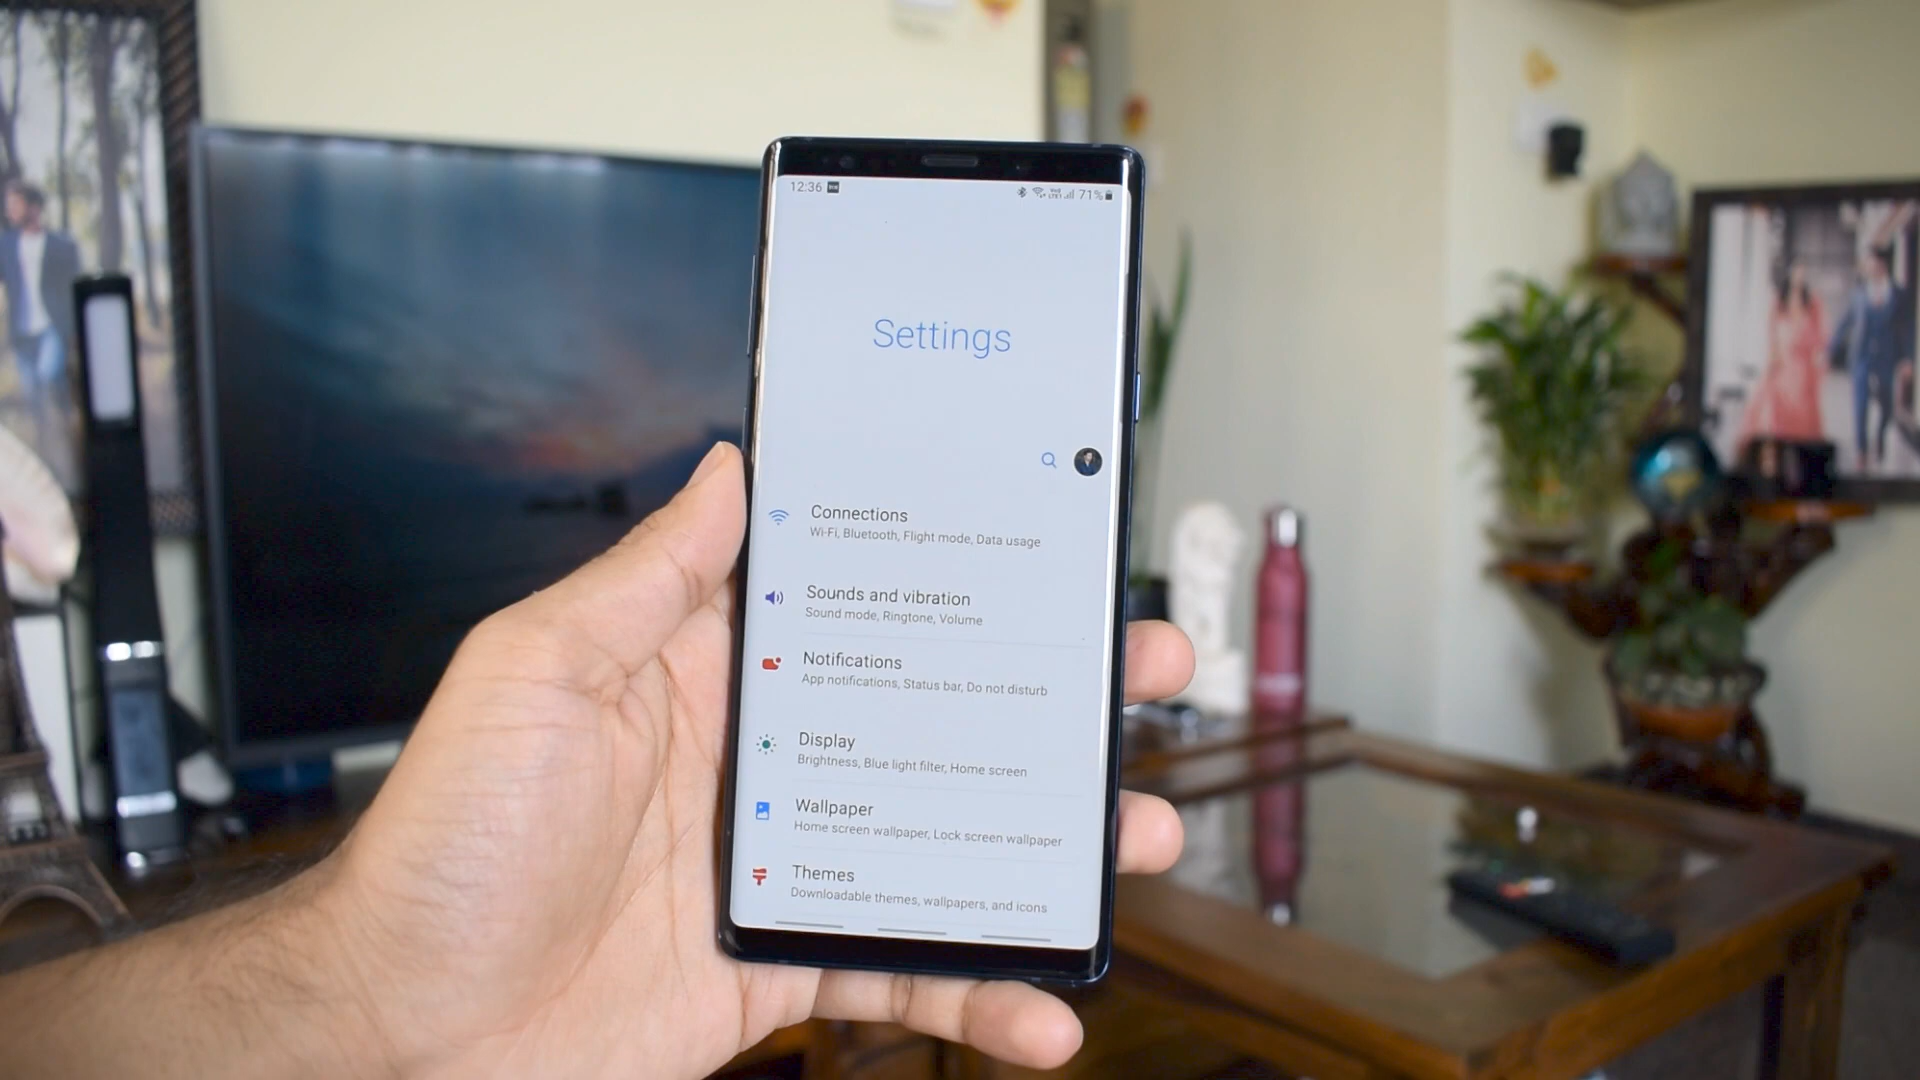 12:36
71%
Settings
Connections
Wi-Fi, Bluetooth, Flight mode, Data usage
Sounds and vibration
Sound mode, Ringtone, Volume
Notifications
App notifications, Status bar, Do not disturb
Display
Brightness, Blue light filter, Home screen
Wallpaper
Home screen wallpaper, Lock screen wallpaper
Themes
Downloadable themes, wallpapers, and icons